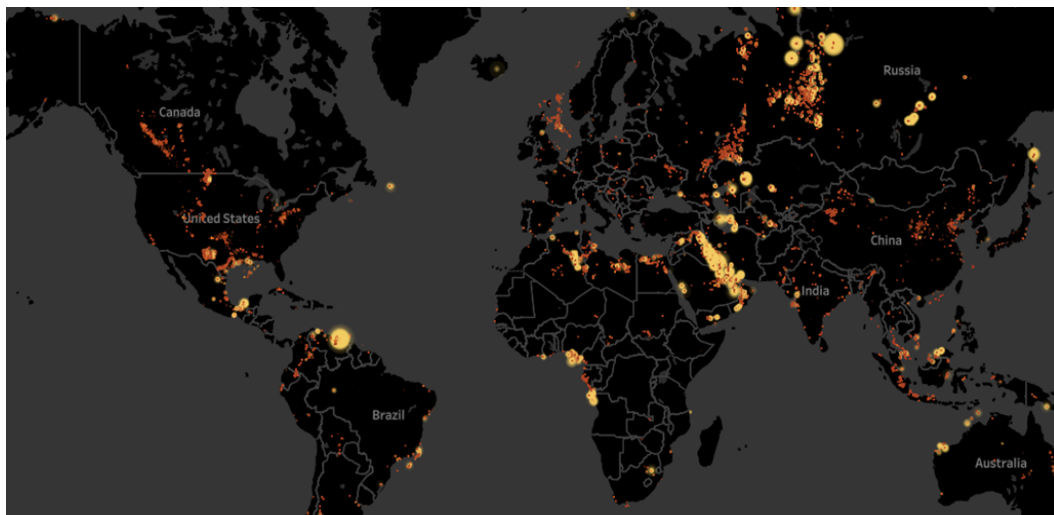 Russia
Canada
United States
China
India
Brazil
Australia